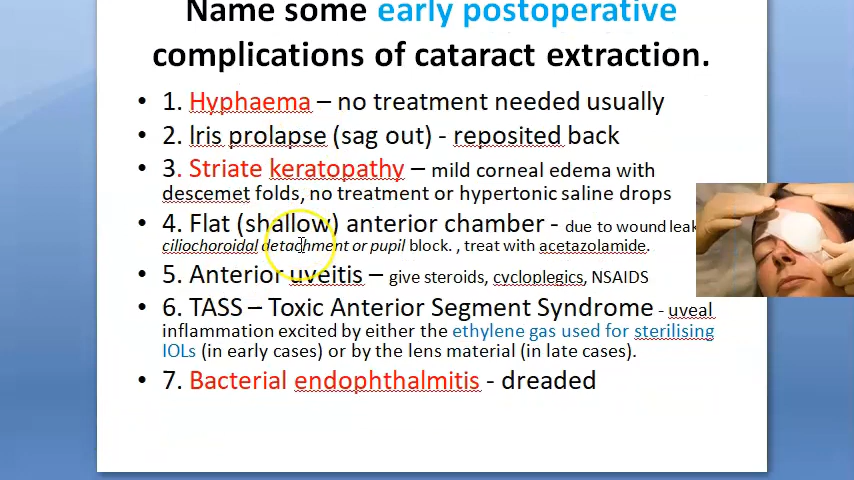 Name some early postoperative
complications of cataract extraction.
• 1. Hyphaema – no treatment needed usually
• 2. Iris prolapse (sag out) - reposited back
• 3. Striate keratopathy – mild corneal edema with
descemet folds, no treatment or hypertonic saline drops
• 4. Flat (shallow) anterior chamber - due to wound leak
ciliochoroidal detachment or pupil block. , treat with acetazolamide.
• 5. Anterior uveitis – give steroids, cycloplegics, NSAIDS
• 6. TASS – Toxic Anterior Segment Syndrome - uveal
inflammation excited by either the ethylene gas used for sterilising
IOLs (in early cases) or by the lens material (in late cases).
• 7. Bacterial endophthalmitis - dreaded